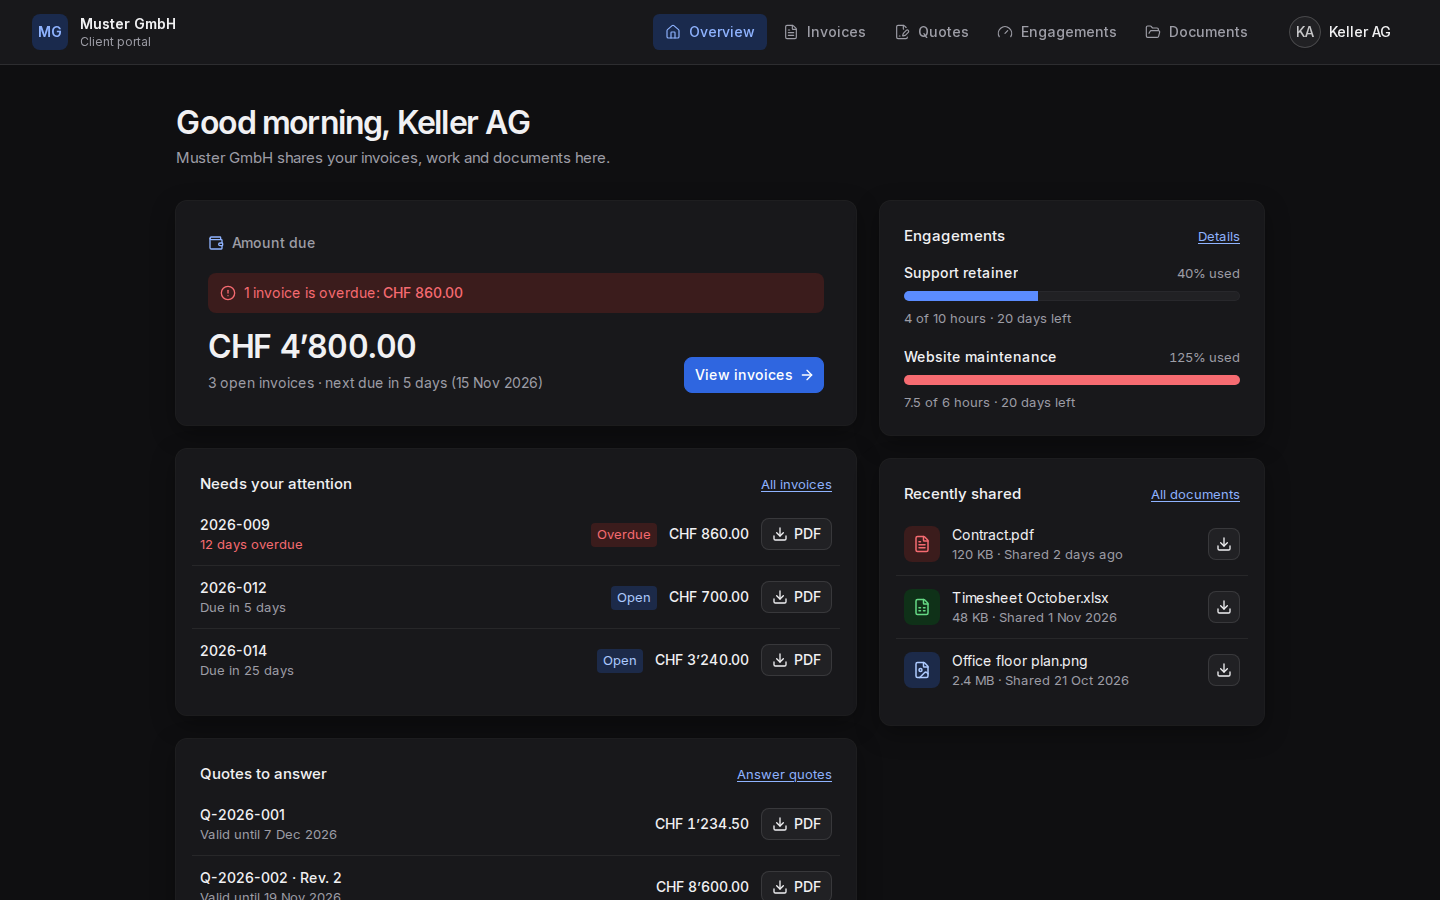 MG
Muster GmbH
Client portal
Overview
Invoices
Quotes
Engagements
Documents
KA
Keller AG
Good morning, Keller AG
Muster GmbH shares your invoices, work and documents here.
Amount due
1 invoice is overdue: CHF 860.00
CHF 4’800.00
3 open invoices · next due in 5 days (15 Nov 2026)
View invoices
Needs your attention
All invoices
2026-009
12 days overdue
Overdue
CHF 860.00
PDF
2026-012
Due in 5 days
Open
CHF 700.00
PDF
2026-014
Due in 25 days
Open
CHF 3’240.00
PDF
Quotes to answer
Answer quotes
Q-2026-001
Valid until 7 Dec 2026
CHF 1’234.50
PDF
Q-2026-002 · Rev. 2
Valid until 19 Nov 2026
CHF 8’600.00
PDF
Engagements
Details
Support retainer
40% used
4 of 10 hours · 20 days left
Website maintenance
125% used
7.5 of 6 hours · 20 days left
Recently shared
All documents
Contract.pdf
120 KB · Shared 2 days ago
Timesheet October.xlsx
48 KB · Shared 1 Nov 2026
Office floor plan.png
2.4 MB · Shared 21 Oct 2026